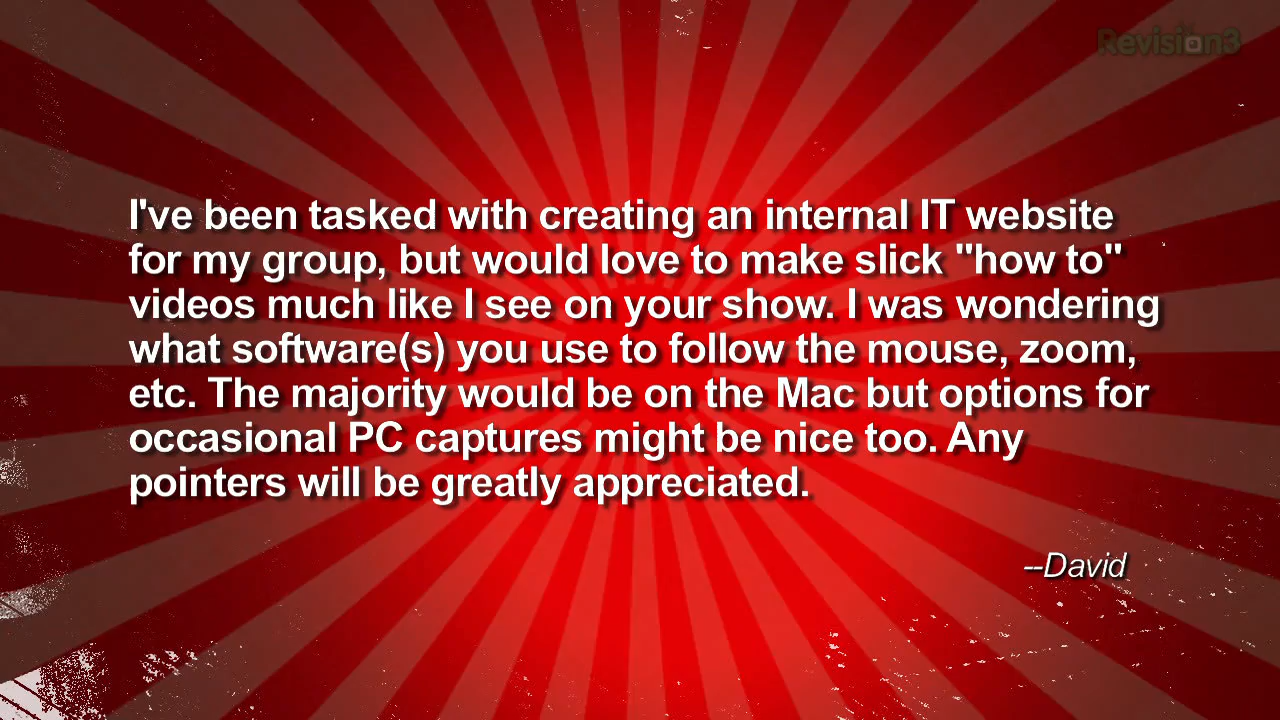 Revision3
I've been tasked with creating an internal IT website
for my group, but would love to make slick "how to"
videos much like I see on your show. I was wondering
what software(s) you use to follow the mouse, zoom,
etc. The majority would be on the Mac but options for
occasional PC captures might be nice too. Any
pointers will be greatly appreciated.
--David